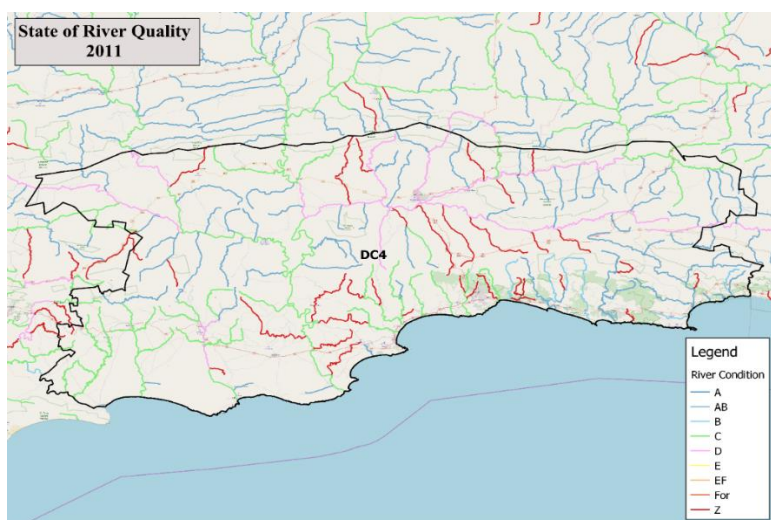 State of River Quality
2011
DC4
Legend
River Condition
A
AB
B
C
D
E
EF
For
Z